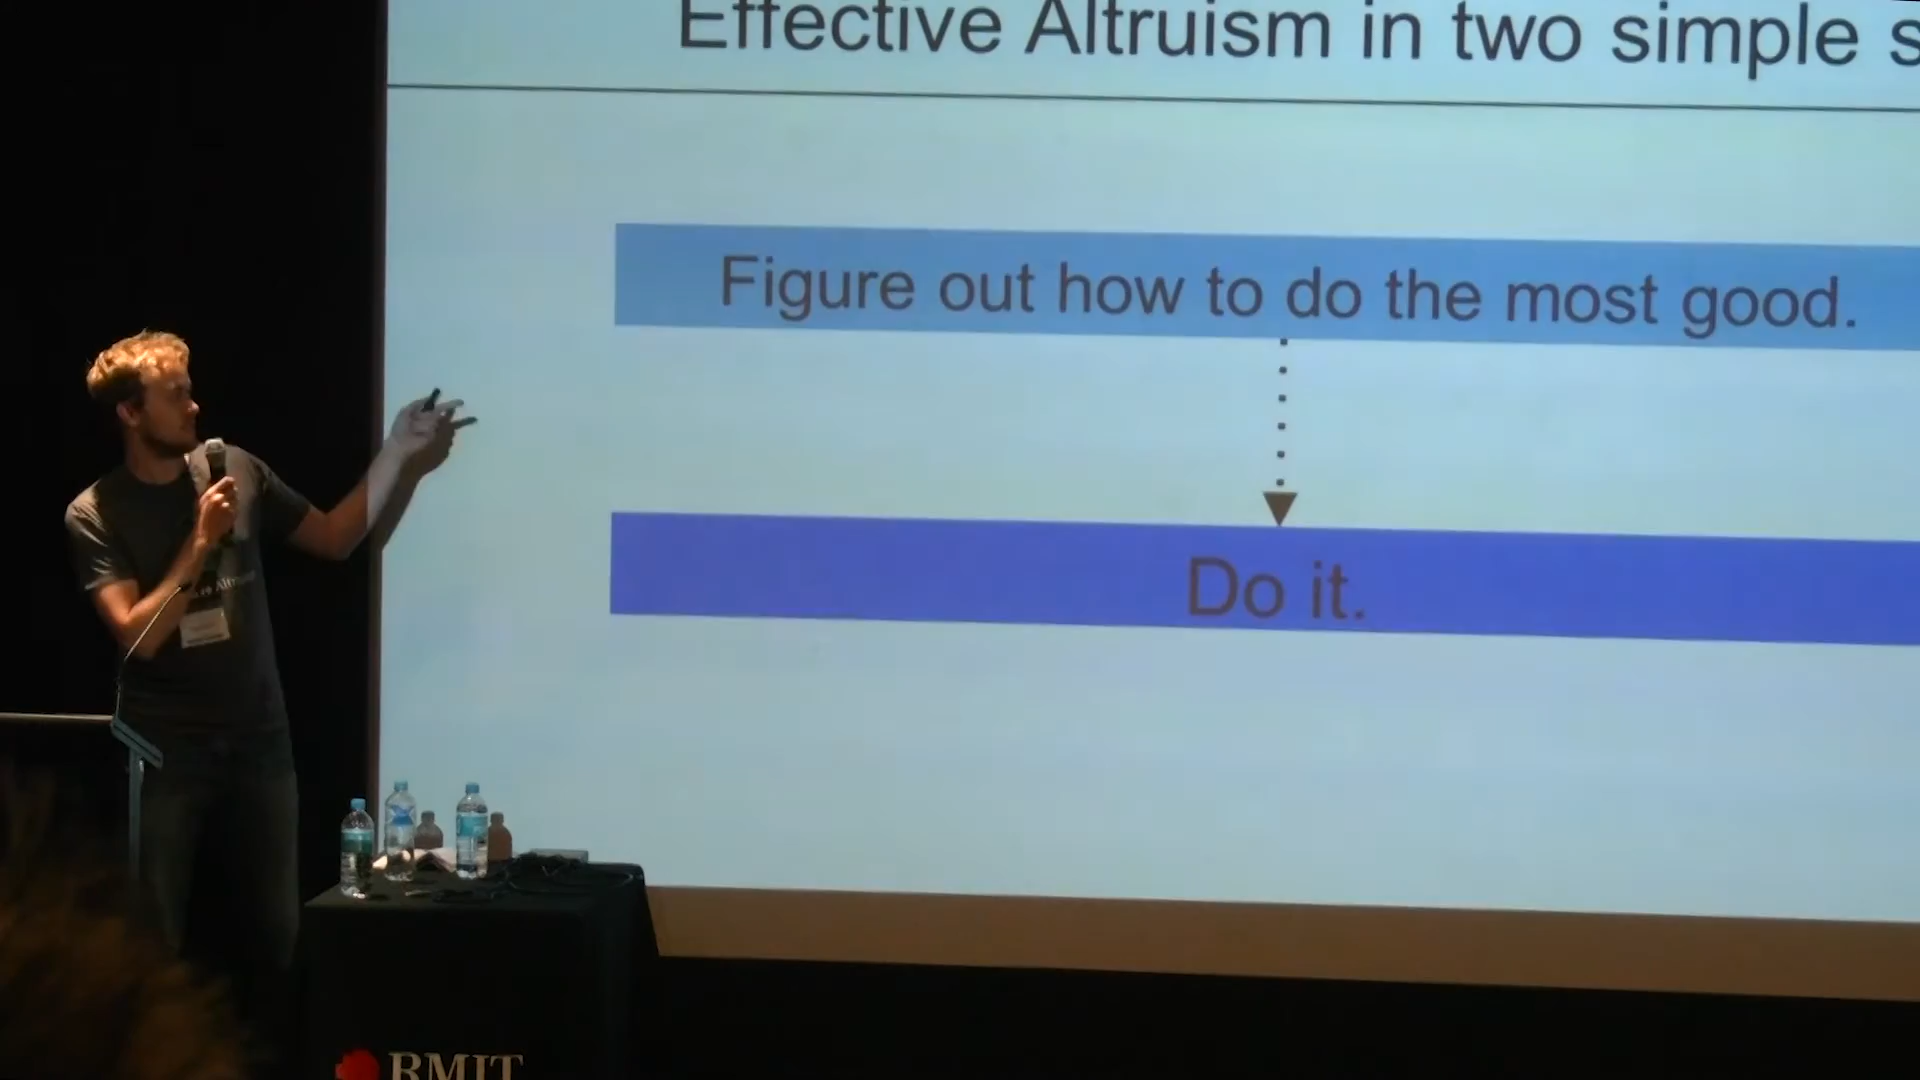 Effective Altruism in two simple s
Figure out how to do the most good.
Do it.
RMIT